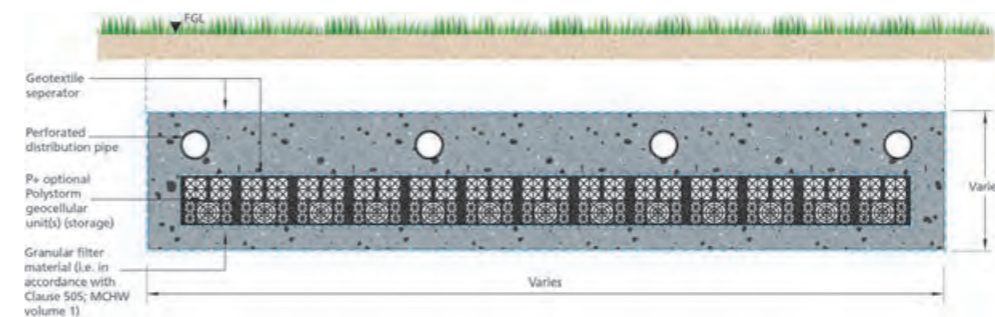 FGL
Geotextile
seperator
Perforated
distribution pipe
P+ optional
Polystorm
geocellular
unit(s) (storage)
Granular filter
material (i.e. in
accordance with
Clause 505; MCHW
volume 1)
Varies
Varie